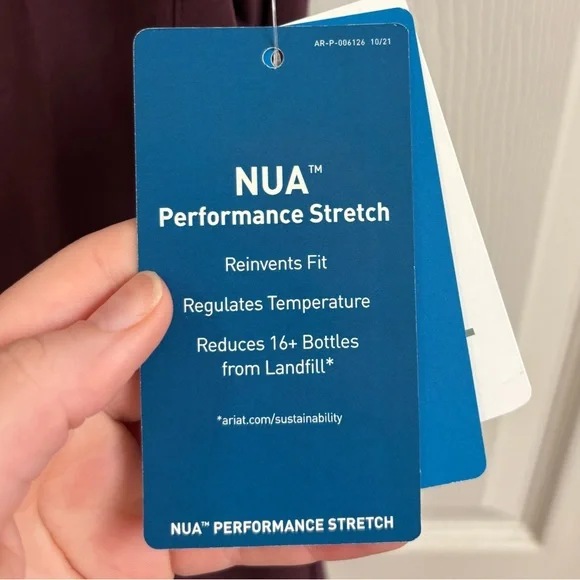 AR-P-006126 10/21
NUA™
Performance Stretch
Reinvents Fit
Regulates Temperature
Reduces 16+ Bottles
from Landfill*
*ariat.com/sustainability
NUA™ PERFORMANCE STRETCH